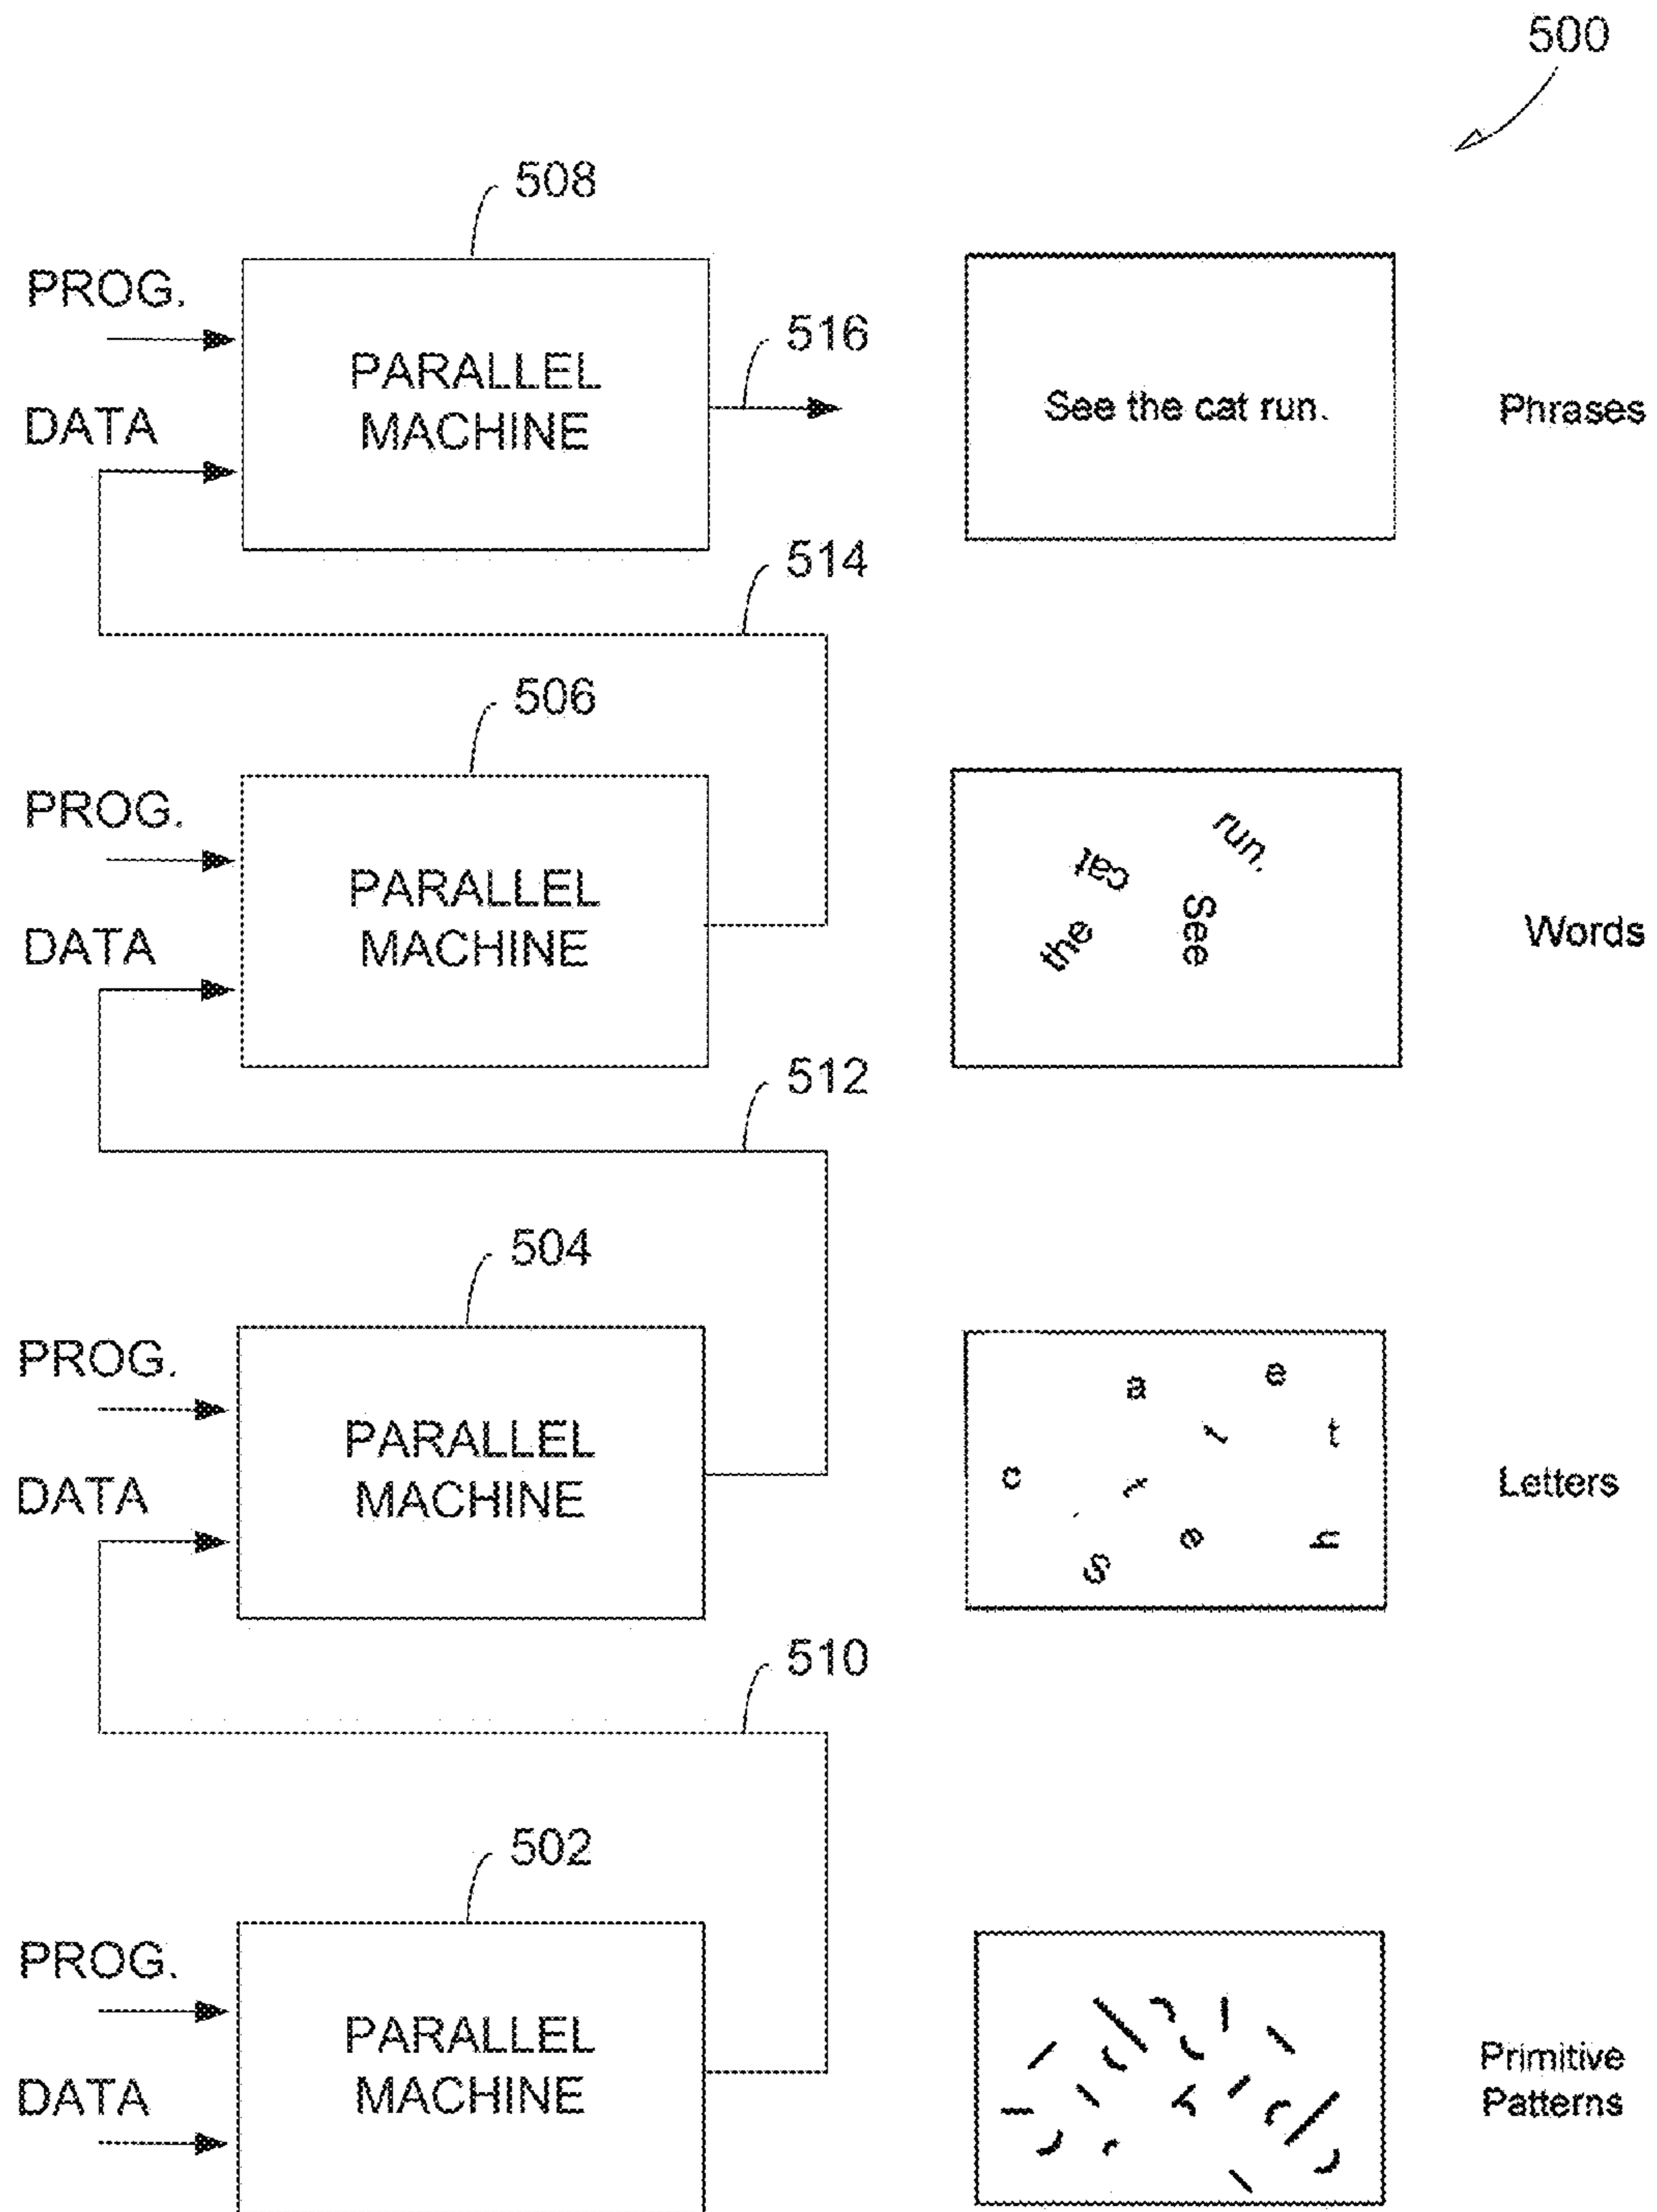 500
508
PROG.
DATA
PARALLEL
MACHINE
516
See the cat run.
Phrases
514
506
PROG.
DATA
PARALLEL
MACHINE
run.
cat
the
See
Words
512
504
PROG.
DATA
PARALLEL
MACHINE
a
e
t
t
c
r
e
h
S
Letters
510
502
PROG.
DATA
PARALLEL
MACHINE
Primitive
Patterns